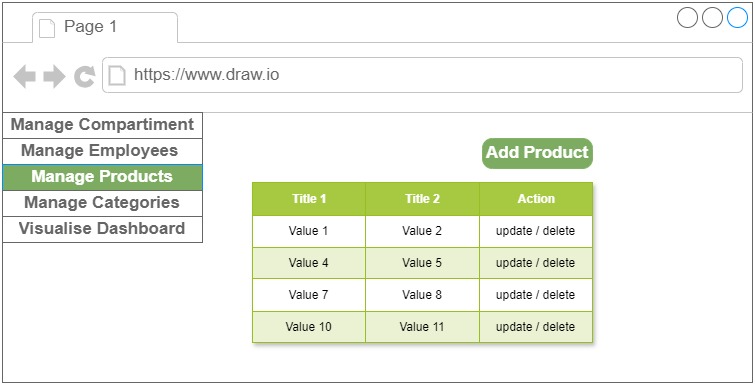 Page 1
https://www.draw.io
Manage Compartiment
Manage Employees
Manage Products
Manage Categories
Visualise Dashboard
Add Product
Title 1 Title 2 Action
Value 1 Value 2 update / delete
Value 4 Value 5 update / delete
Value 7 Value 8 update / delete
Value 10 Value 11 update / delete